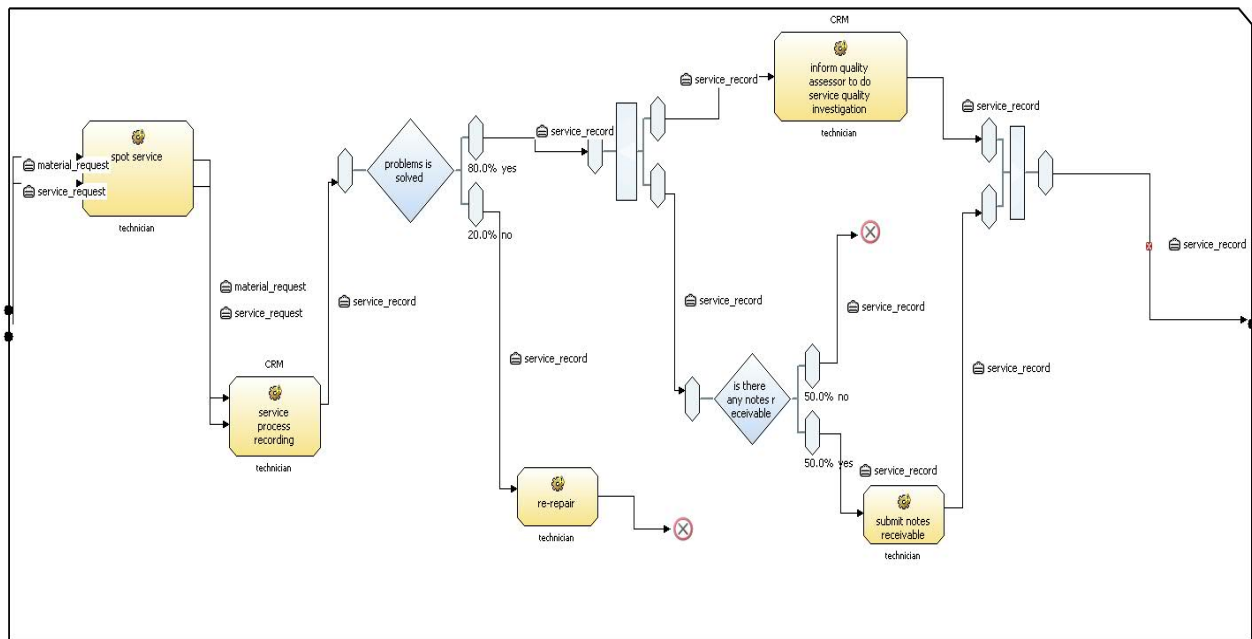 CRM
inform quality
assessor to do
service quality
investigation
technician
service_record
service_record
service_record
spot service
material_request
service_request
technician
problems is
solved
80.0% yes
20.0% no
material_request
service_request
service_record
service_record
service_record
service_record
service_record
service_record
CRM
service
process
recording
technician
is there
any notes r
eceivable
50.0% no
50.0% yes
service_record
re-repair
technician
submit notes
receivable
technician